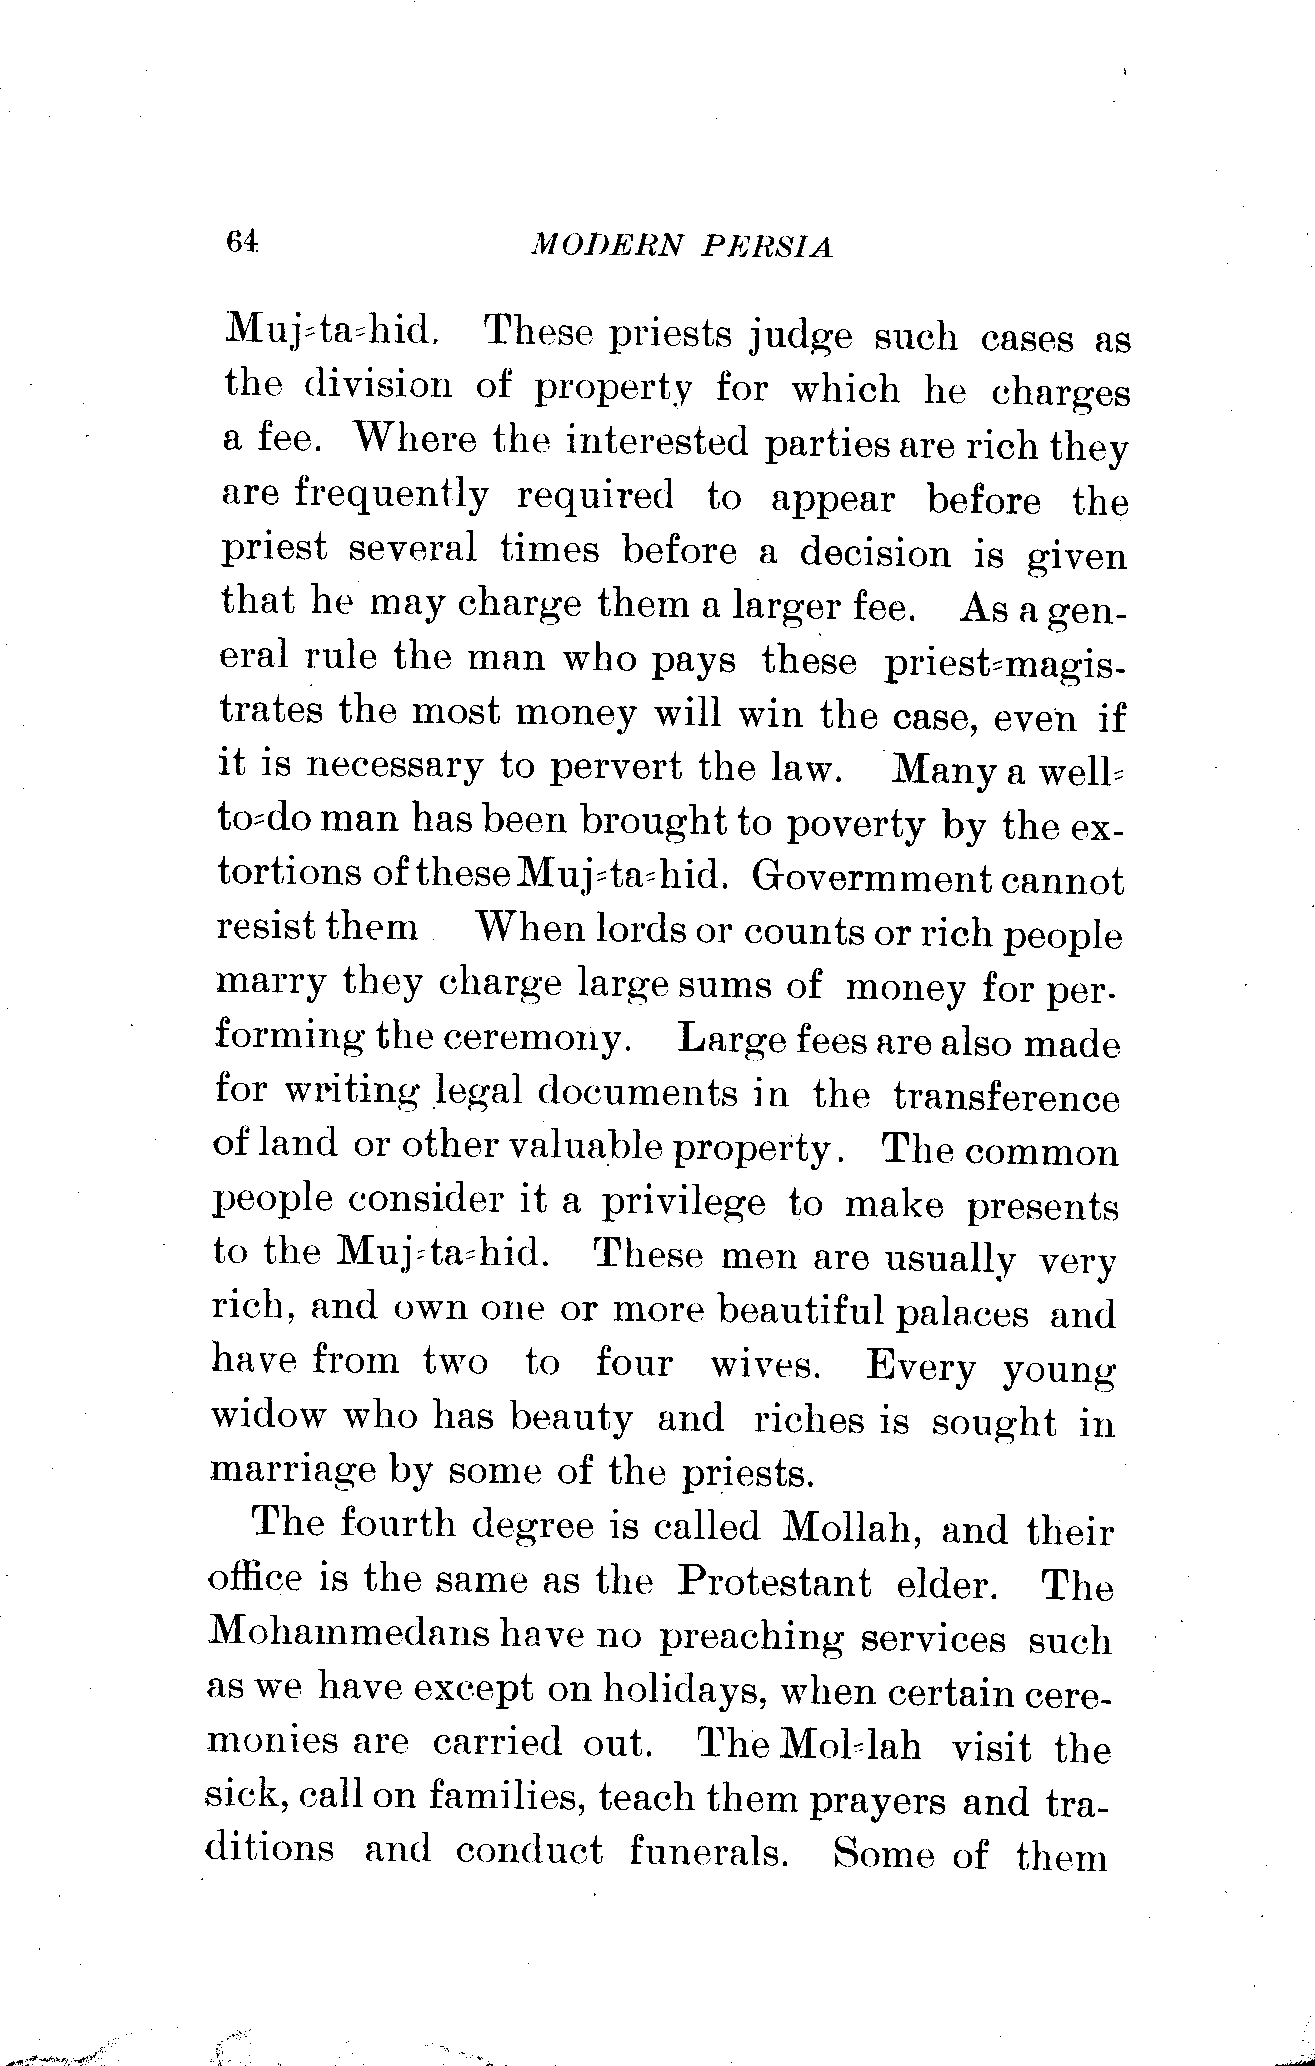 64 MODERN PERSIA
Muj-ta-hid. These priests judge such cases as
the division of property for which he charges
a fee. Where the interested parties are rich they
are frequently required to appear before the
priest several times before a decision is given
that he may charge them a larger fee. As a gen-
eral rule the man who pays these priest-magis-
trates the most money will win the case, even if
it is necessary to pervert the law. Many a well-
to-do man has been brought to poverty by the ex-
tortions of these Muj-ta-hid. Govermment cannot
resist them When lords or counts or rich people
marry they charge large sums of money for per-
forming the ceremony. Large fees are also made
for writing legal documents in the transference
of land or other valuable property. The common
people consider it a privilege to make presents
to the Muj-ta-hid. These men are usually very
rich, and own one or more beautiful palaces and
have from two to four wives. Every young
widow who has beauty and riches is sought in
marriage by some of the priests.
The fourth degree is called Mollah, and their
office is the same as the Protestant elder. The
Mohammedans have no preaching services such
as we have except on holidays, when certain cere-
monies are carried out. The Mol-lah visit the
sick, call on families, teach them prayers and tra-
ditions and conduct funerals. Some of them